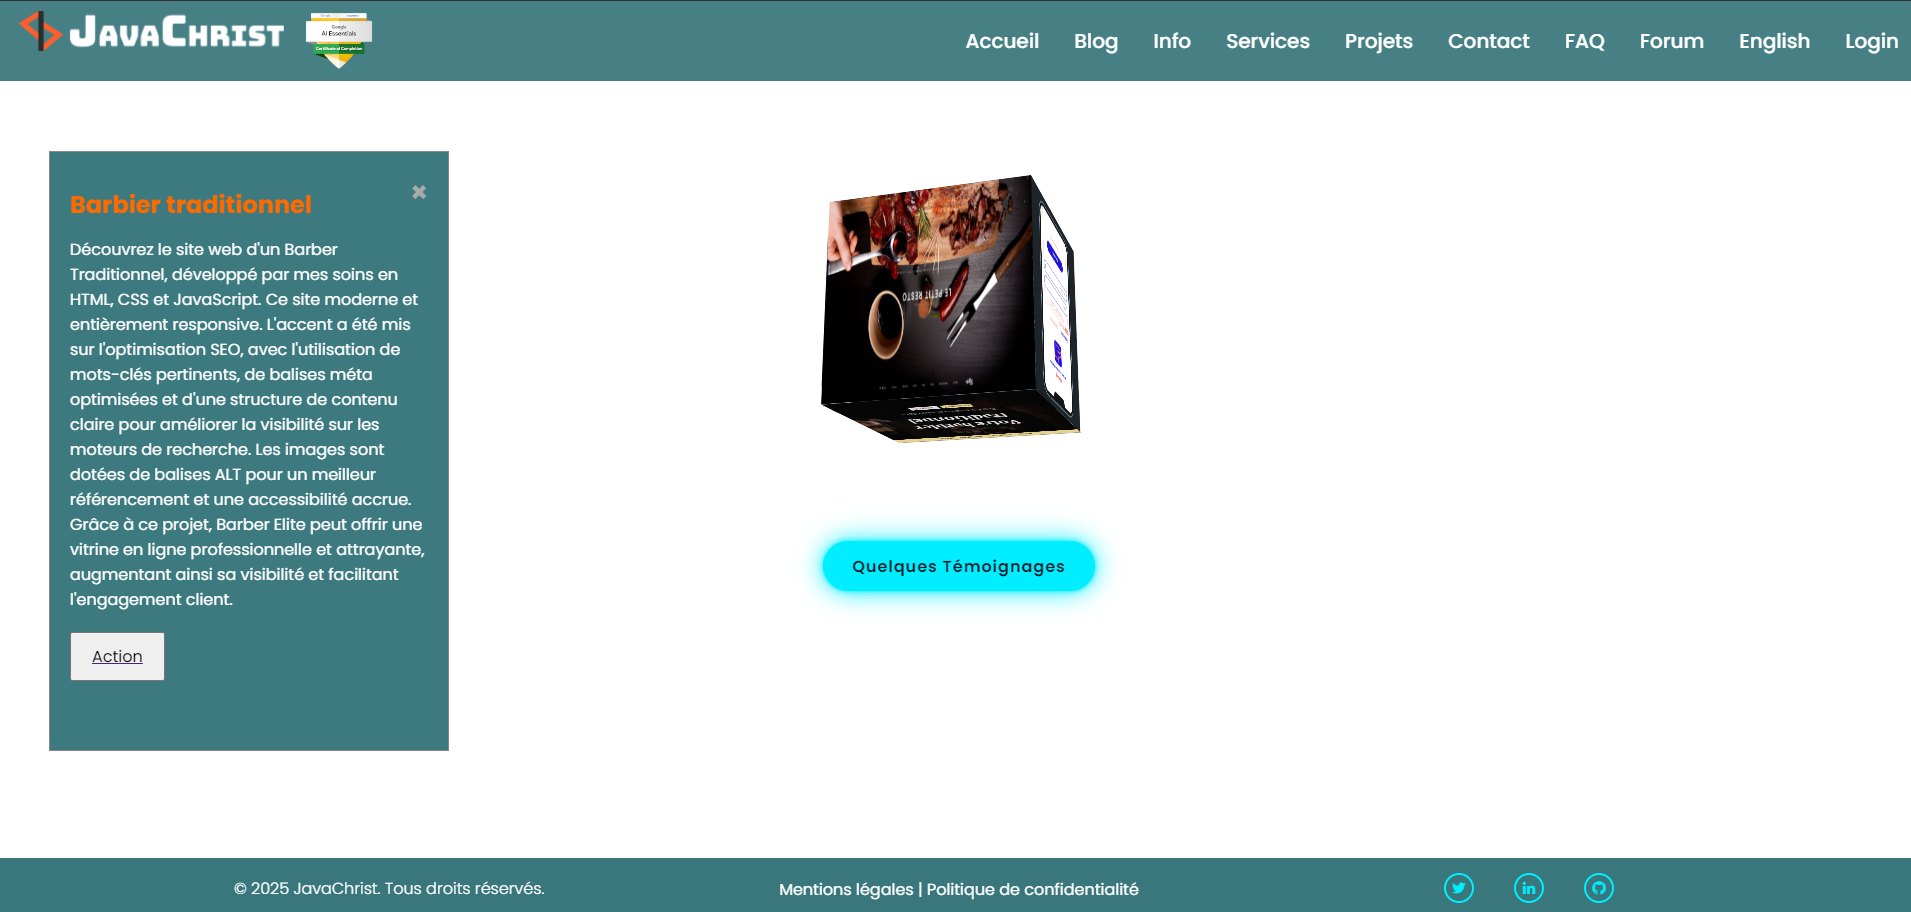 JavaChrist
Google
AI Essentials
Certificate of Completion
Accueil Blog Info Services Projets Contact FAQ Forum English Login
✖
Barbier traditionnel
Découvrez le site web d'un Barber
Traditionnel, développé par mes soins en
HTML, CSS et JavaScript. Ce site moderne et
entièrement responsive. L'accent a été mis
sur l'optimisation SEO, avec l'utilisation de
mots-clés pertinents, de balises méta
optimisées et d'une structure de contenu
claire pour améliorer la visibilité sur les
moteurs de recherche. Les images sont
dotées de balises ALT pour un meilleur
référencement et une accessibilité accrue.
Grâce à ce projet, Barber Elite peut offrir une
vitrine en ligne professionnelle et attrayante,
augmentant ainsi sa visibilité et facilitant
l'engagement client.
Action
LE PETIT RESTO
Votre barbier
Traditionnel
Quelques Témoignages
© 2025 JavaChrist. Tous droits réservés.
Mentions légales | Politique de confidentialité